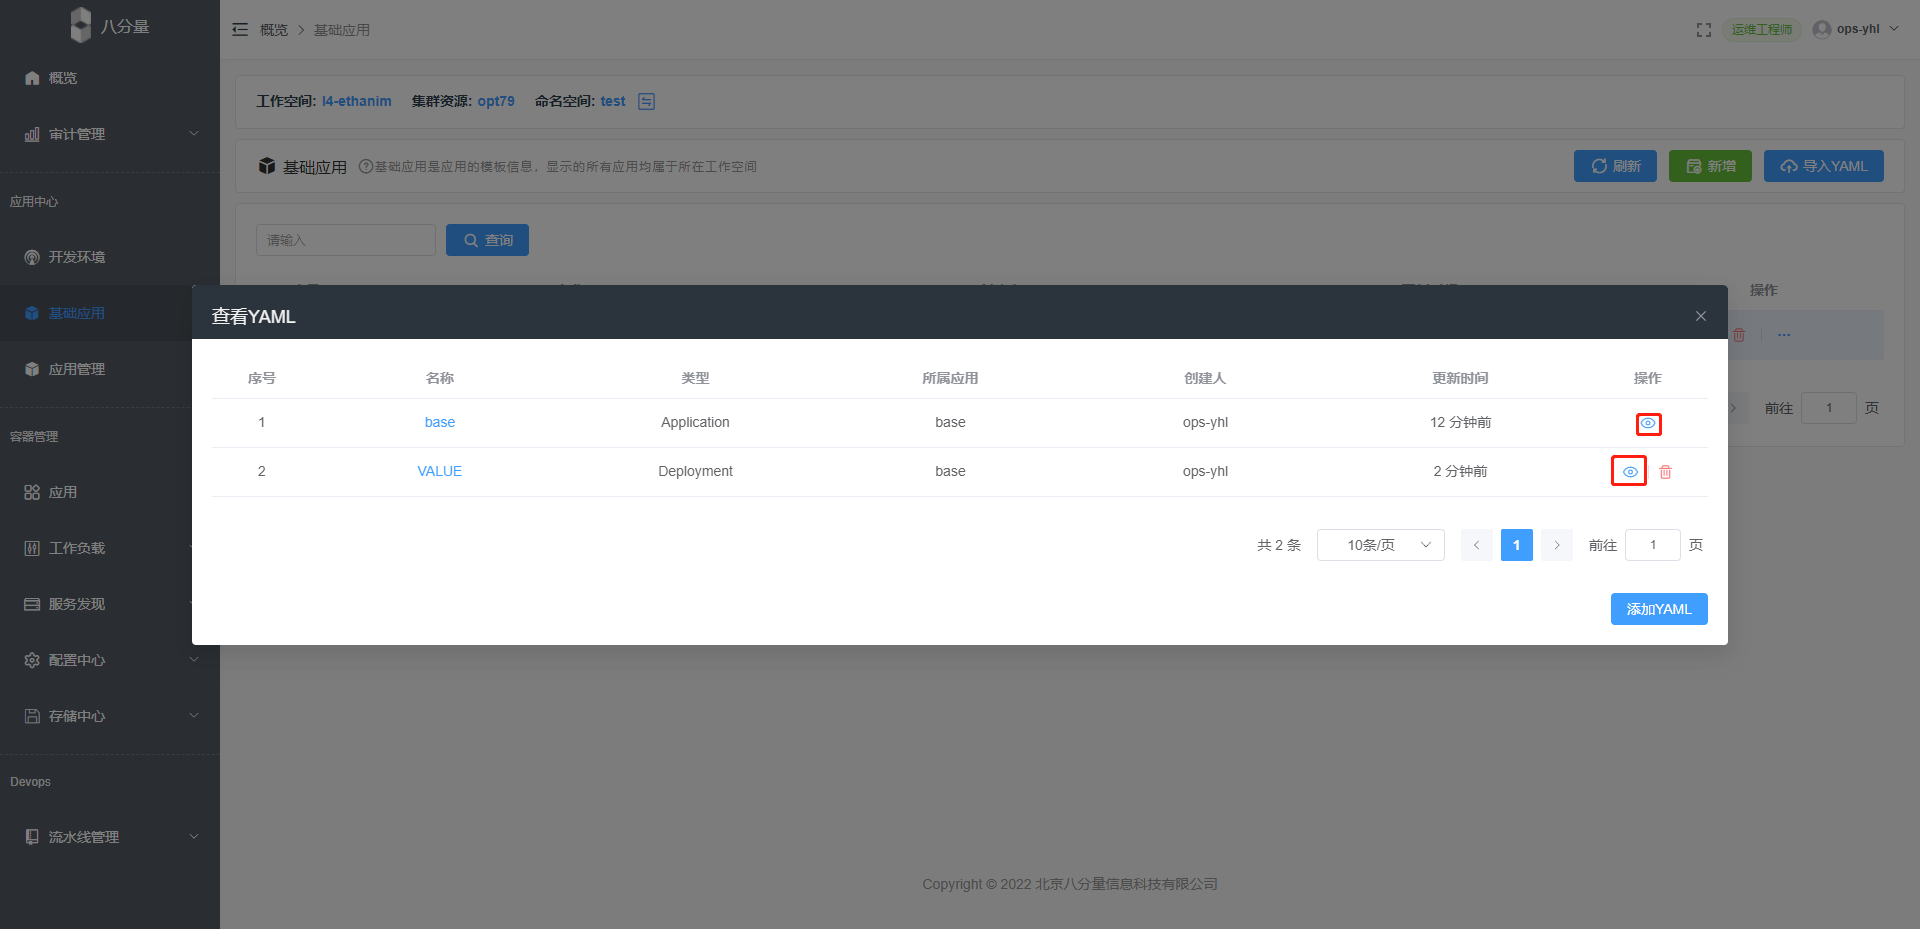 八分量
概览
基础应用
运维工程师
ops-yhl
概览
审计管理
应用中心
开发环境
基础应用
应用管理
容器管理
应用
工作负载
服务发现
配置中心
存储中心
Devops
流水线管理
工作空间: l4-ethanim 集群资源: opt79 命名空间: test
基础应用 基础应用是应用的模板信息，显示的所有应用均属于所在工作空间
刷新 新增 导入YAML
请输入 查询
操作
前往 1 页
查看YAML
序号 名称 类型 所属应用 创建人 更新时间 操作
1 base Application base ops-yhl 12 分钟前
2 VALUE Deployment base ops-yhl 2 分钟前
共 2 条 10条/页 1 前往 1 页
添加YAML
Copyright © 2022 北京八分量信息科技有限公司